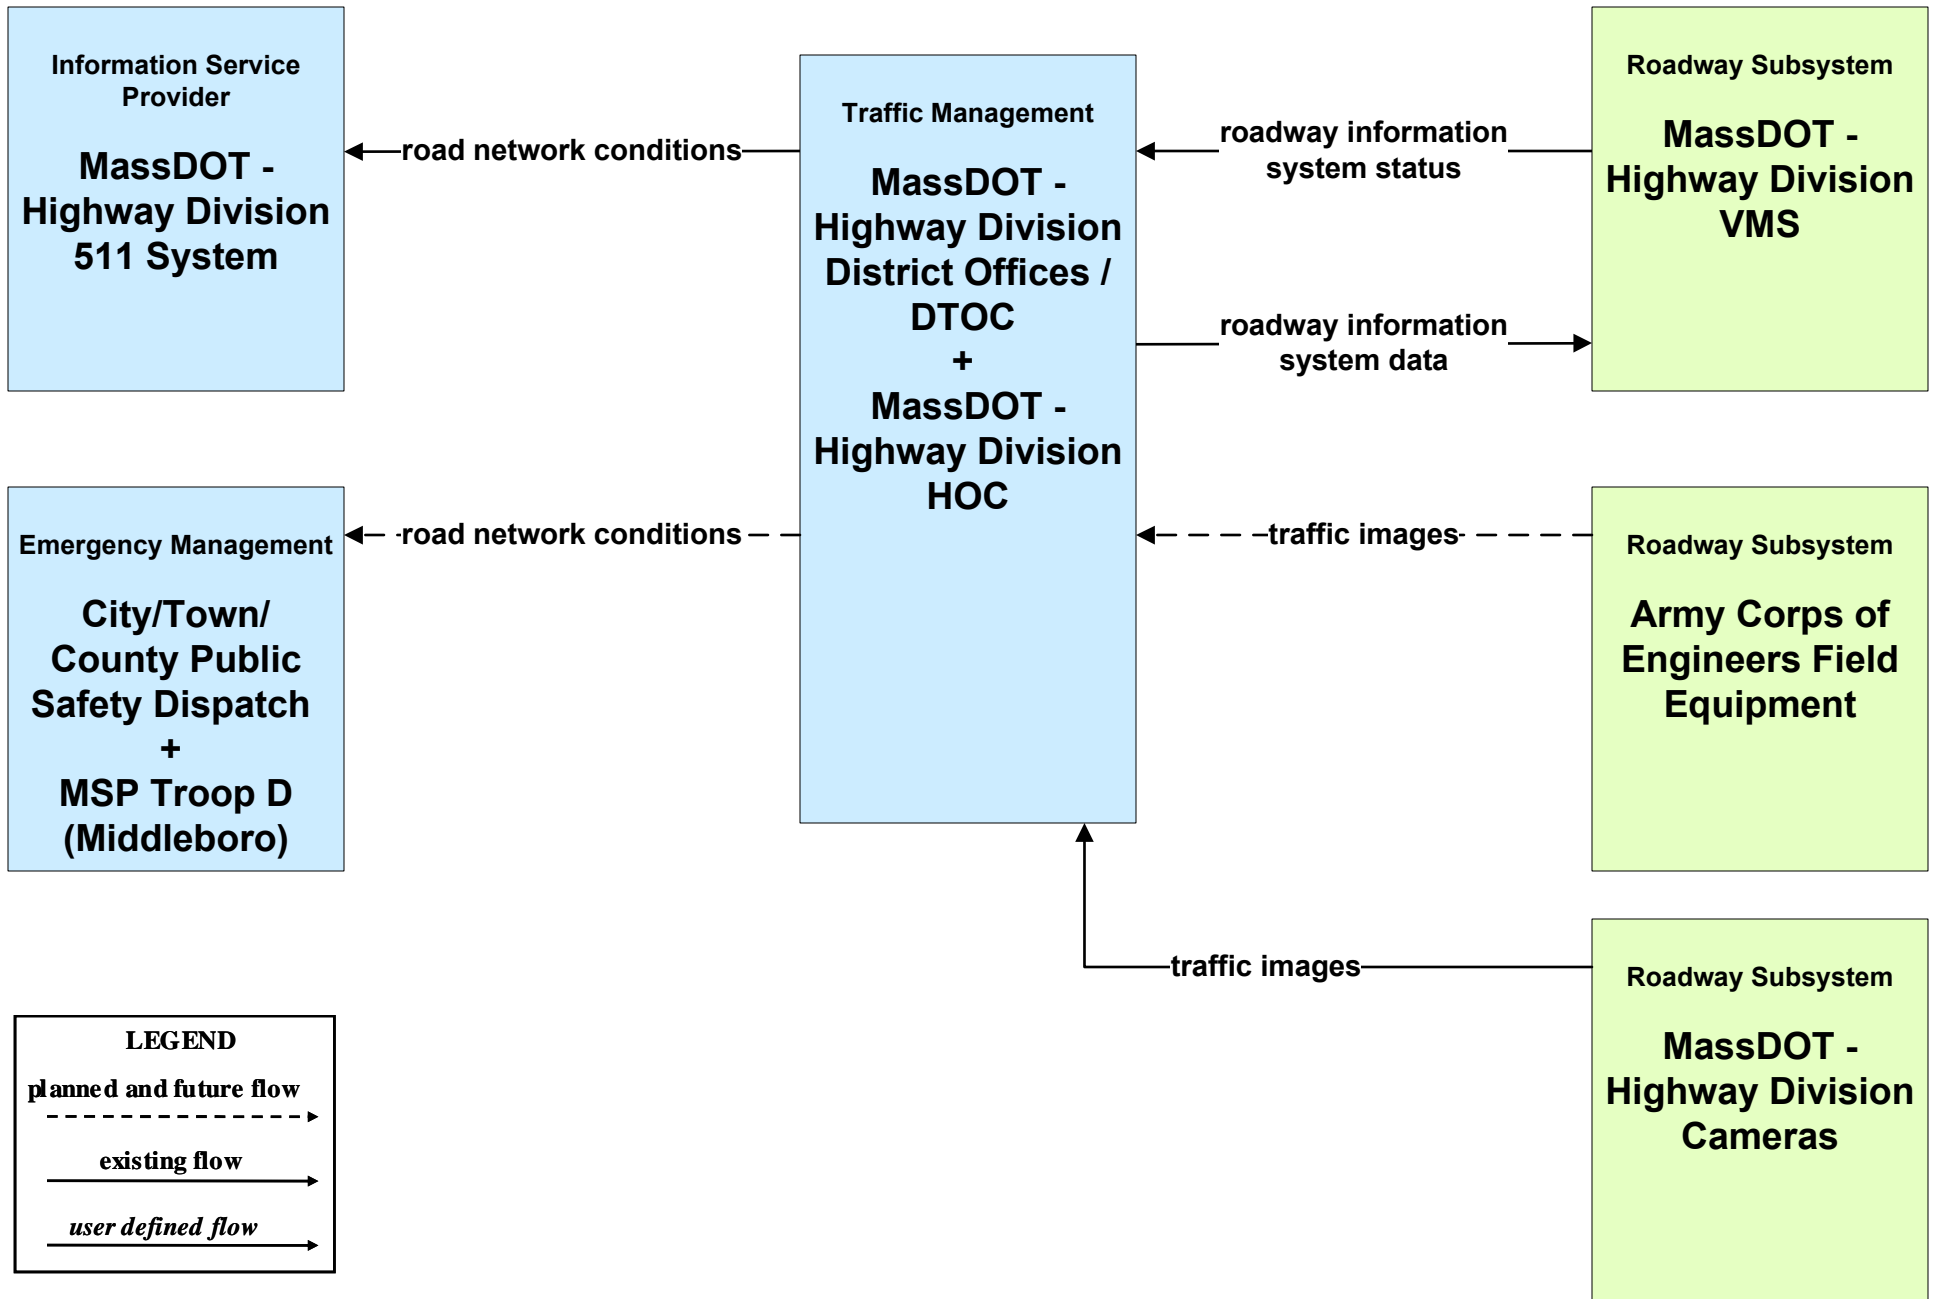 Information Service
Provider
MassDOT -
Highway Division
511 System
road network conditions
Traffic Management
MassDOT -
Highway Division
District Offices /
DTOC
+
MassDOT -
Highway Division
HOC
roadway information
system status
roadway information
system data
Roadway Subsystem
MassDOT -
Highway Division
VMS
Emergency Management
City/Town/
County Public
Safety Dispatch
+
MSP Troop D
(Middleboro)
road network conditions
traffic images
Roadway Subsystem
Army Corps of
Engineers Field
Equipment
traffic images
Roadway Subsystem
MassDOT -
Highway Division
Cameras
LEGEND
planned and future flow
existing flow
user defined flow